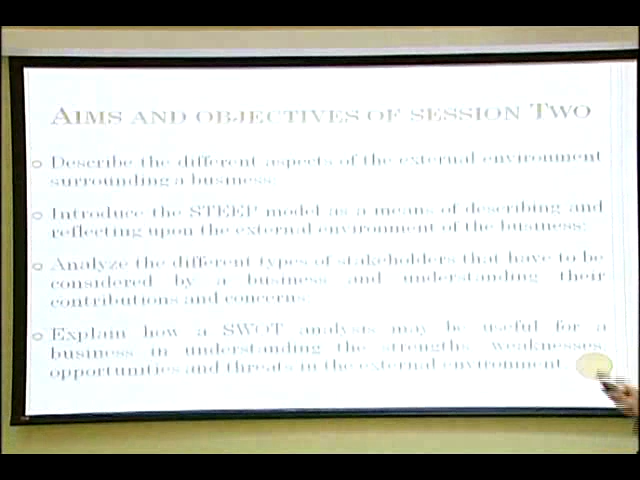 AIMS AND OBJECTIVES OF SESSION TWO
Describe the different aspects of the external environment
surrounding a business;
Introduce the STEEP model as a means of describing and
reflecting upon the external environment of the business;
Analyze the different types of stakeholders that have to be
considered by a business and understanding their
contributions and concerns
Explain how a SWOT analysis may be useful for a
business in understanding the strengths, weaknesses,
opportunities and threats in the external environment